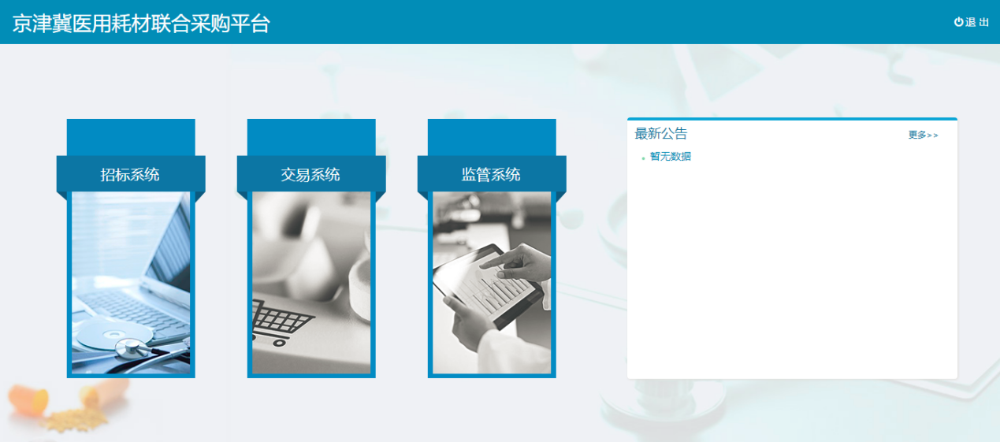 京津冀医用耗材联合采购平台
退 出
招标系统
交易系统
监管系统
最新公告
更多>>
暂无数据